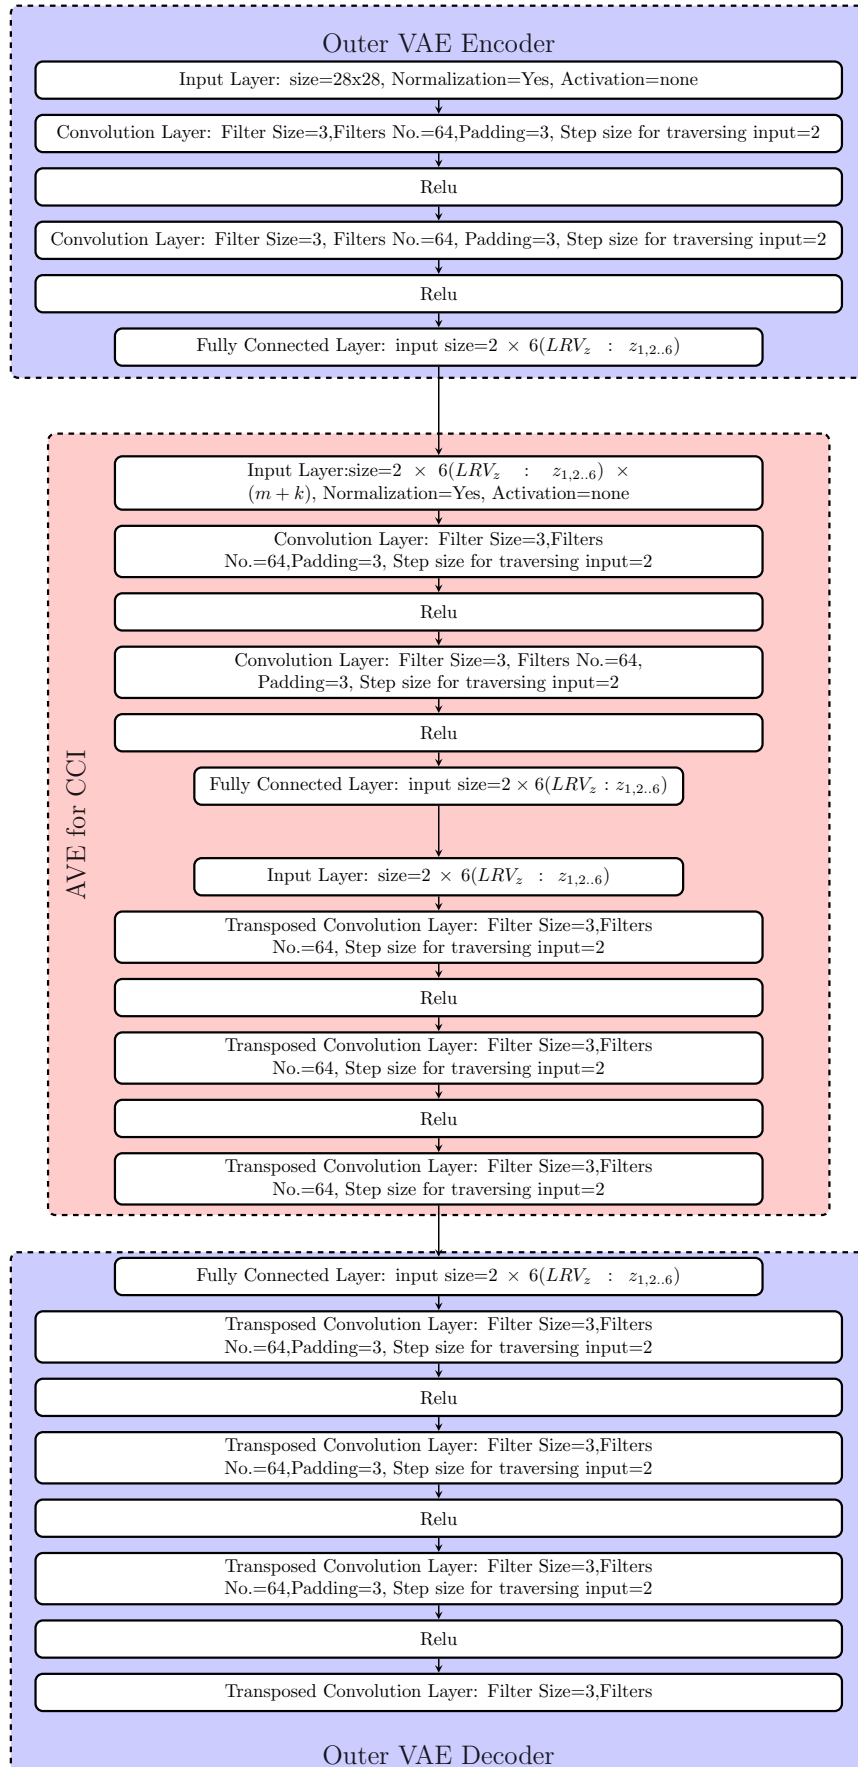 Outer VAE Encoder
Input Layer: size=28x28, Normalization=Yes, Activation=none
Convolution Layer: Filter Size=3,Filters No.=64,Padding=3, Step size for traversing input=2
Relu
Convolution Layer: Filter Size=3, Filters No.=64, Padding=3, Step size for traversing input=2
Relu
Fully Connected Layer: input size=2 × 6(LRV_z : z_{1,2..6})
AVE for CCI
Input Layer:size=2 × 6(LRV_z : z_{1,2..6}) ×
(m + k), Normalization=Yes, Activation=none
Convolution Layer: Filter Size=3,Filters
No.=64,Padding=3, Step size for traversing input=2
Relu
Convolution Layer: Filter Size=3, Filters No.=64,
Padding=3, Step size for traversing input=2
Relu
Fully Connected Layer: input size=2 × 6(LRV_z : z_{1,2..6})
Input Layer: size=2 × 6(LRV_z : z_{1,2..6})
Transposed Convolution Layer: Filter Size=3,Filters
No.=64, Step size for traversing input=2
Relu
Transposed Convolution Layer: Filter Size=3,Filters
No.=64, Step size for traversing input=2
Relu
Transposed Convolution Layer: Filter Size=3,Filters
No.=64, Step size for traversing input=2
Fully Connected Layer: input size=2 × 6(LRV_z : z_{1,2..6})
Transposed Convolution Layer: Filter Size=3,Filters
No.=64,Padding=3, Step size for traversing input=2
Relu
Transposed Convolution Layer: Filter Size=3,Filters
No.=64,Padding=3, Step size for traversing input=2
Relu
Transposed Convolution Layer: Filter Size=3,Filters
No.=64,Padding=3, Step size for traversing input=2
Relu
Transposed Convolution Layer: Filter Size=3,Filters
Outer VAE Decoder